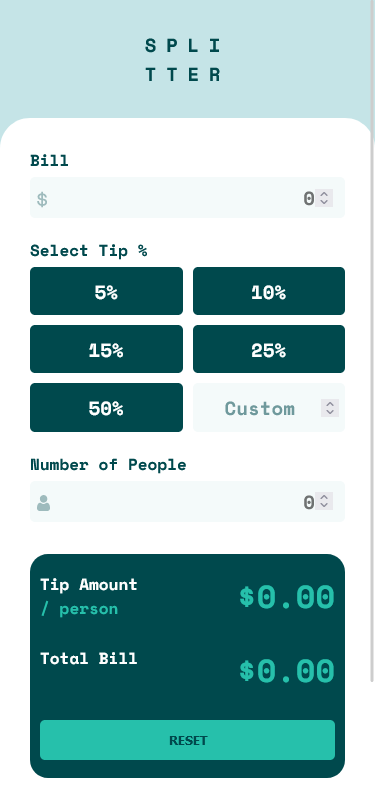 SPLI
TTER
Bill
$ 0
Select Tip %
5% 10%
15% 25%
50% Custom
Number of People
0
Tip Amount
/ person
$0.00
Total Bill
$0.00
RESET